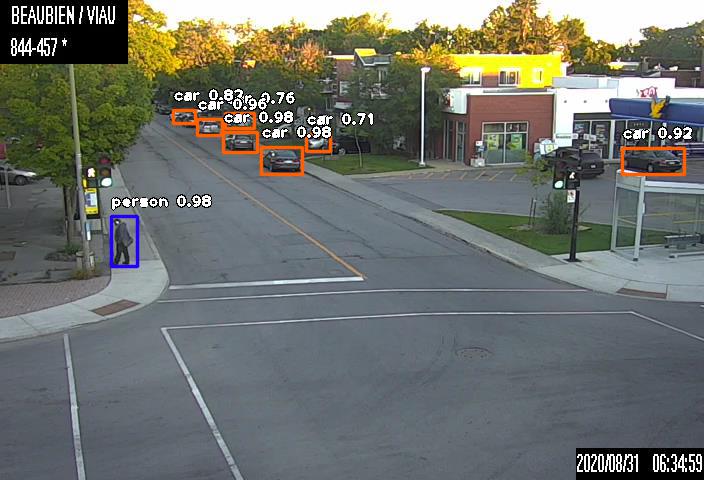 BEAUBIEN / VIAU
844-457 *
car 0.82
car 0.76
car 0.96
car 0.98
car 0.71
car 0.98
car 0.92
person 0.98
2020/08/31 06:34:59